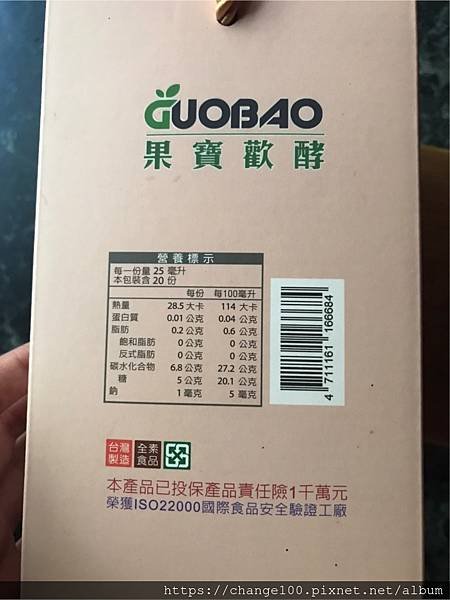 GUOBAO
果寶歡酵
營養標示
每一份量 25 毫升
本包裝含 20 份
每份 每100毫升
熱量 28.5 大卡 114 大卡
蛋白質 0.01 公克 0.04 公克
脂肪 0.2 公克 0.6 公克
飽和脂肪 0 公克 0 公克
反式脂肪 0 公克 0 公克
碳水化合物 6.8 公克 27.2 公克
糖 5 公克 20.1 公克
鈉 1 毫克 5 毫克
4 711161 166684
台灣製造 全素食品
本產品已投保產品責任險1千萬元
榮獲ISO22000國際食品安全驗證工廠
https://change100.pixnet.net/album